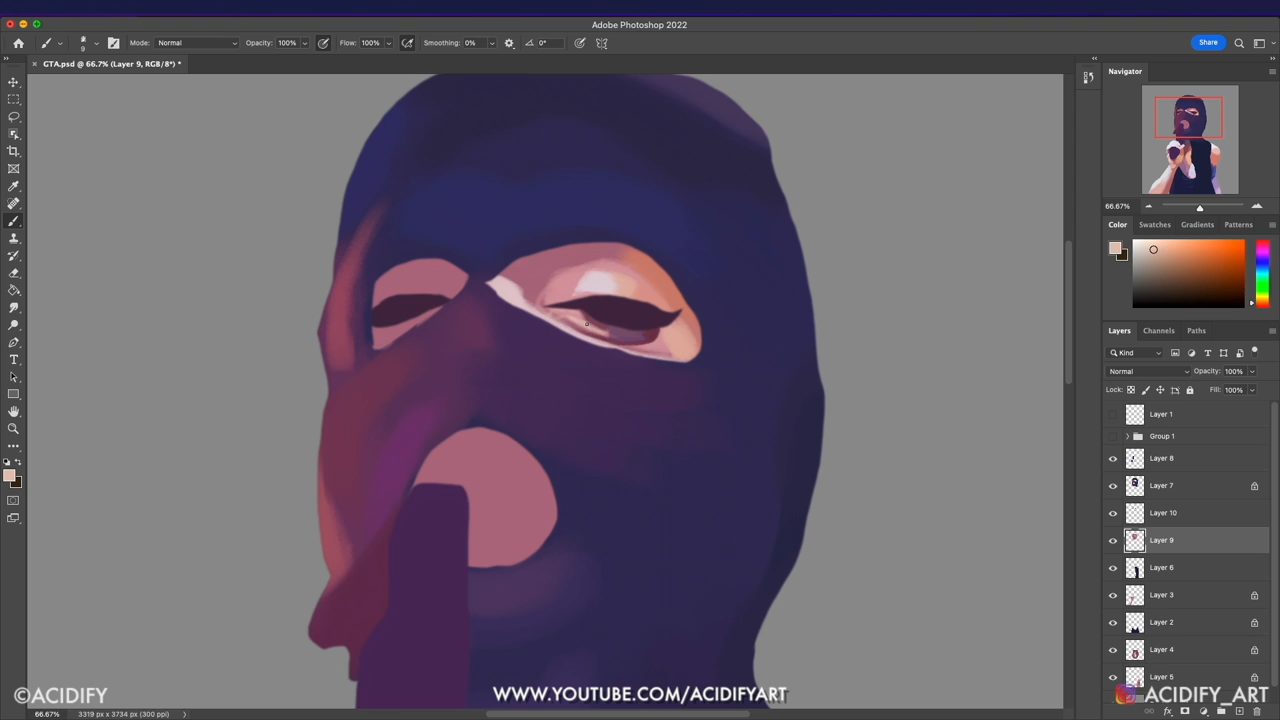 Adobe Photoshop 2022
9
Mode: Normal
Opacity: 100%
Flow: 100%
Smoothing: 0%
0°
Share
GTA.psd @ 66.7% (Layer 9, RGB/8*) *
Navigator
66.67%
Color
Swatches
Gradients
Patterns
Layers
Channels
Paths
Kind
Normal
Opacity: 100%
Lock:
Fill: 100%
Layer 1
Group 1
Layer 8
Layer 7
Layer 10
Layer 9
Layer 6
Layer 3
Layer 2
Layer 4
Layer 5
©ACIDIFY
WWW.YOUTUBE.COM/ACIDIFYART
ACIDIFY_ART
66.67%
3319 px x 3734 px (300 ppi)